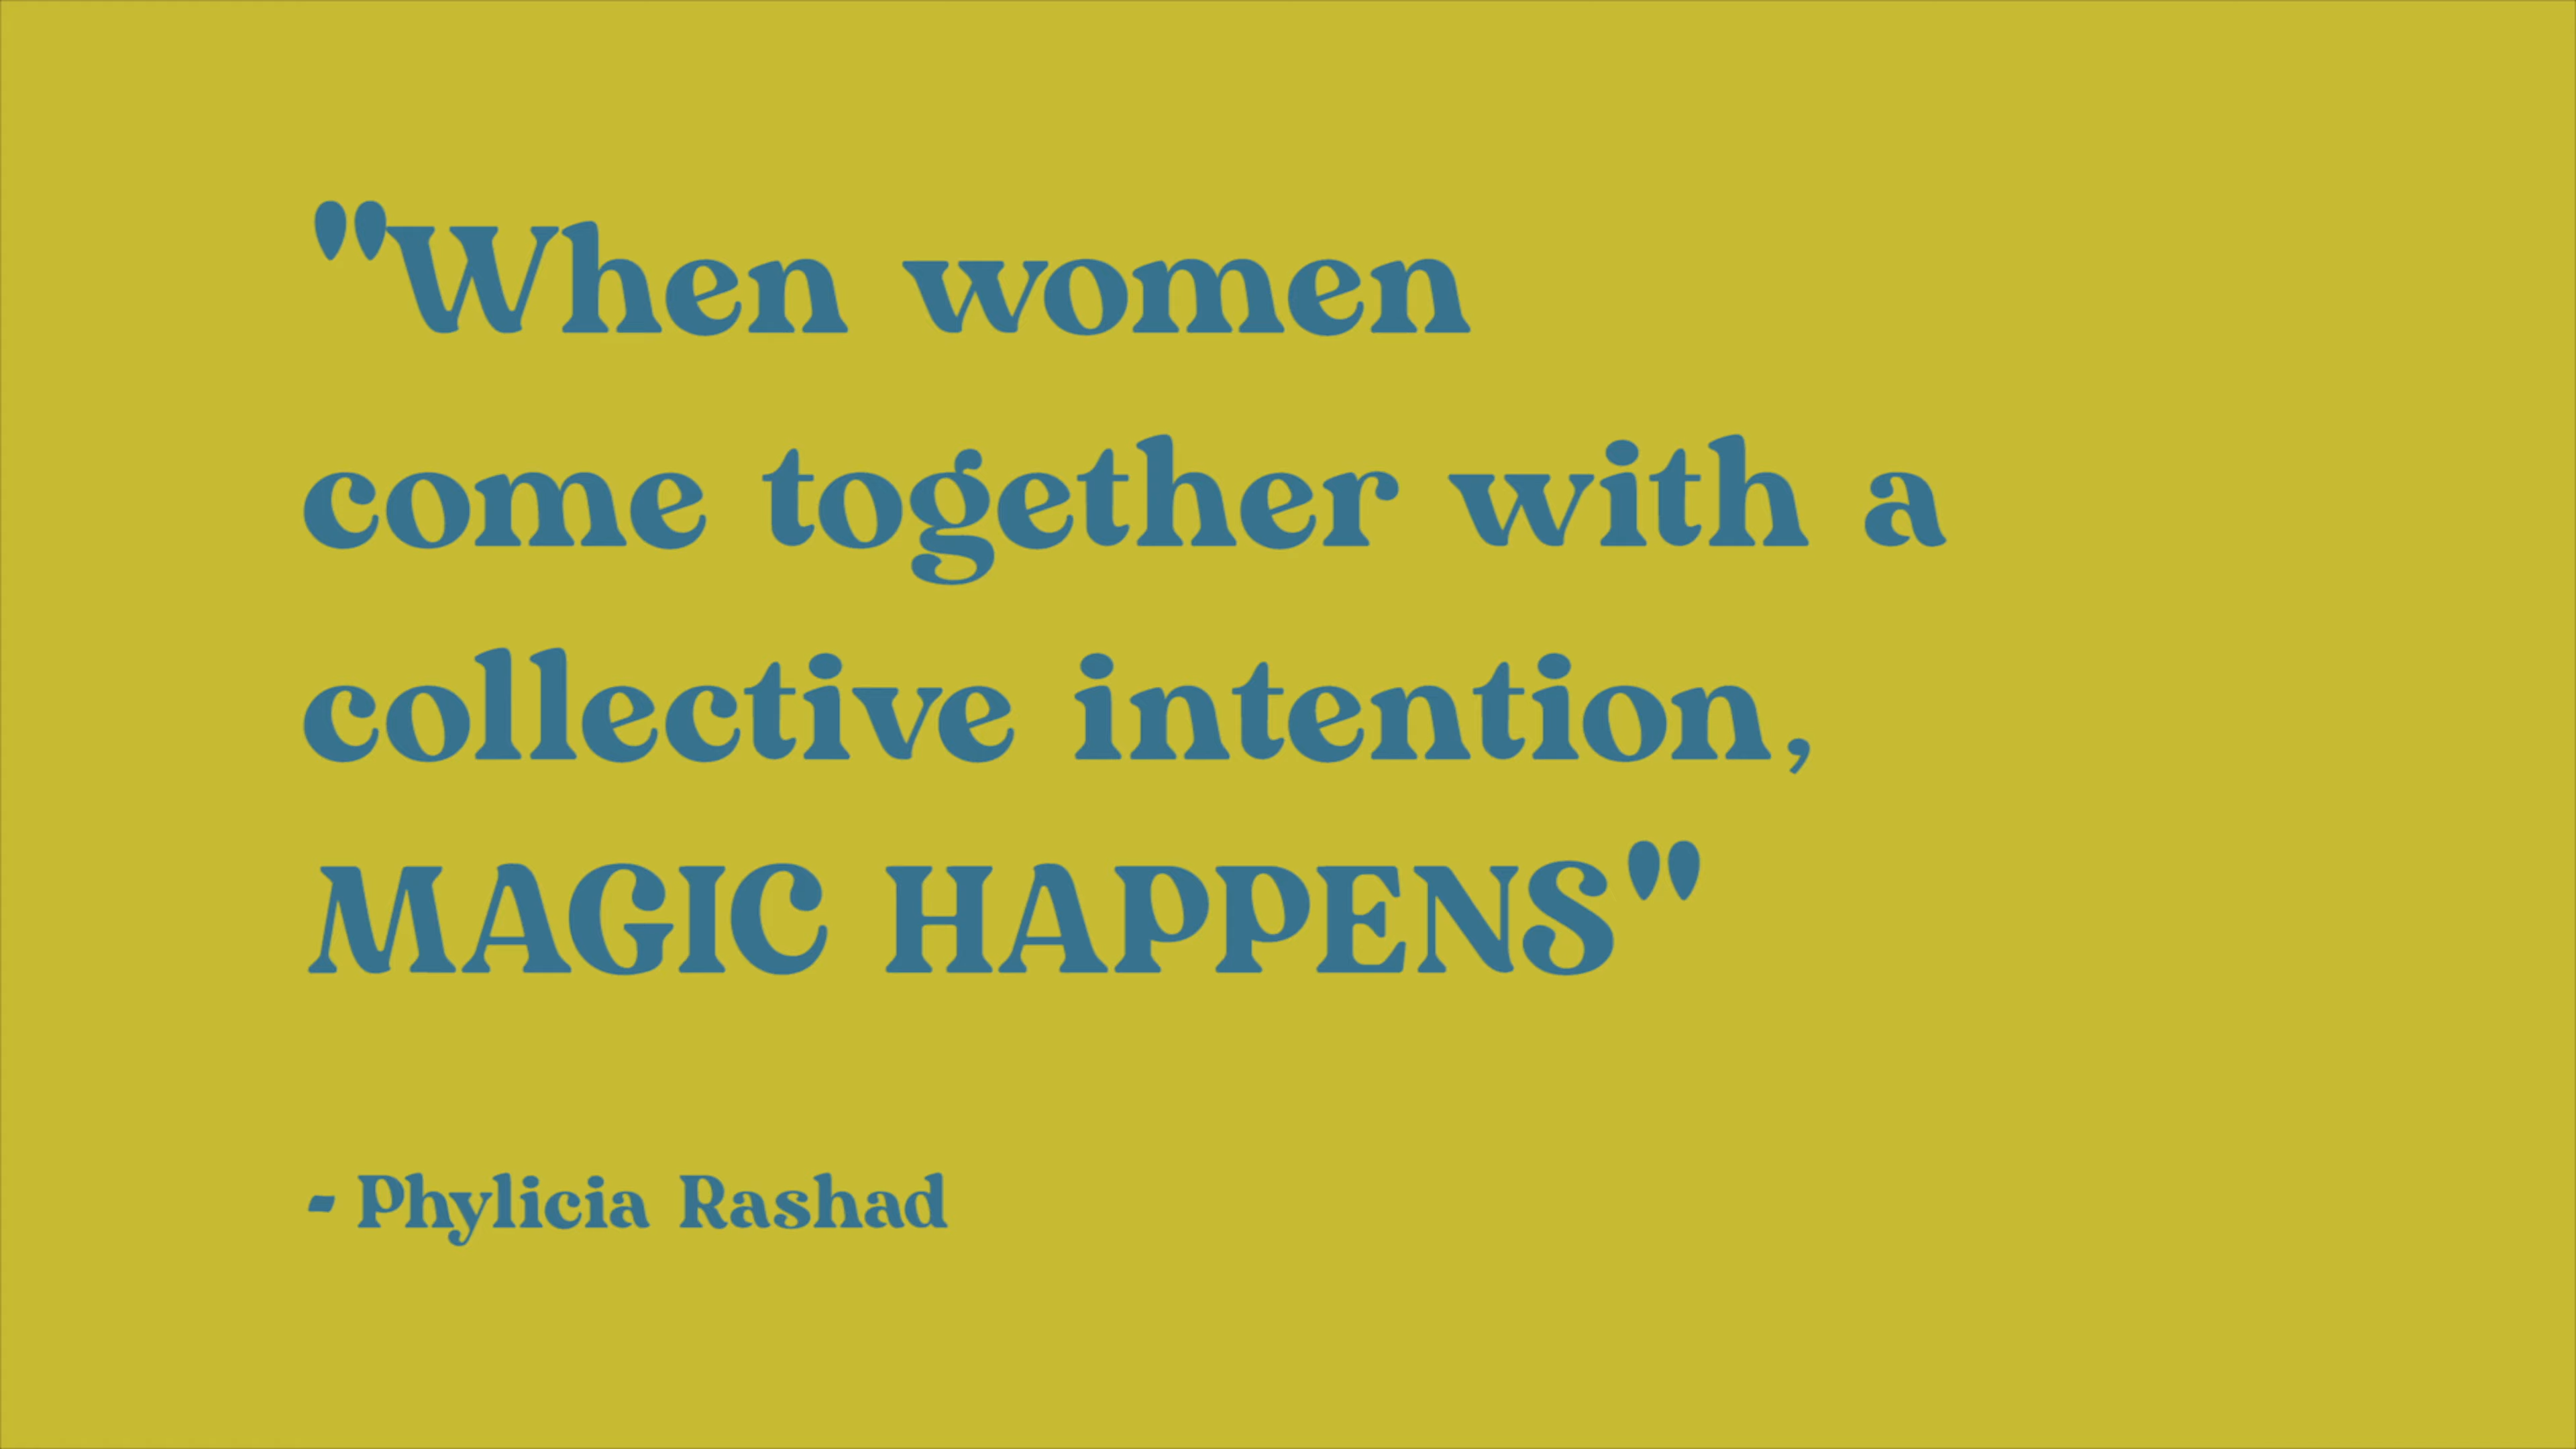 "When women
come together with a
collective intention,
MAGIC HAPPENS"
- Phylicia Rashad